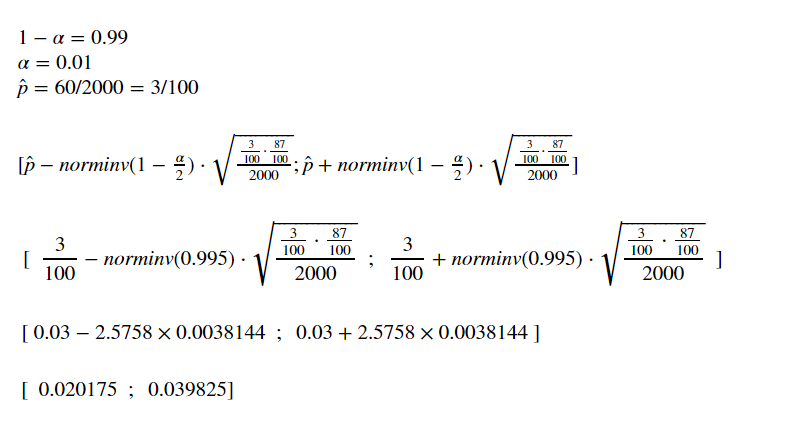 1 − α = 0.99
α = 0.01
p̂ = 60/2000 = 3/100
[p̂ − norminv(1 − α/2) · √((3/100 · 87/100)/2000) ; p̂ + norminv(1 − α/2) · √((3/100 · 87/100)/2000)]
[ 3/100 − norminv(0.995) · √((3/100 · 87/100)/2000) ; 3/100 + norminv(0.995) · √((3/100 · 87/100)/2000) ]
[ 0.03 − 2.5758 × 0.0038144 ; 0.03 + 2.5758 × 0.0038144 ]
[ 0.020175 ; 0.039825]